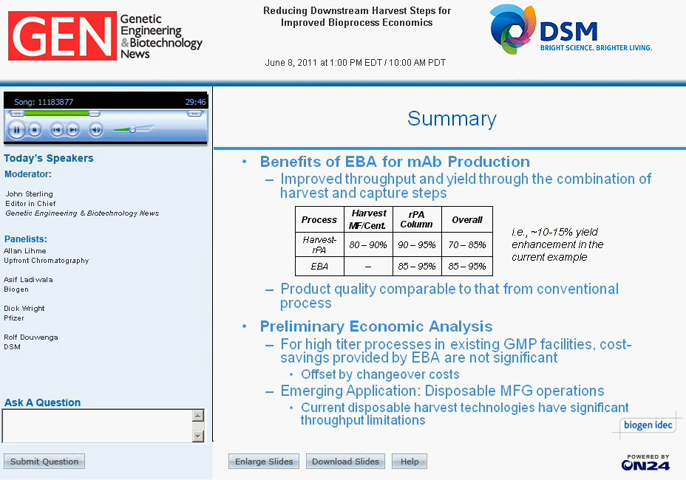 GEN
Genetic
Engineering
&Biotechnology
News
Reducing Downstream Harvest Steps for
Improved Bioprocess Economics
June 8, 2011 at 1:00 PM EDT / 10:00 AM PDT
DSM
BRIGHT SCIENCE. BRIGHTER LIVING.
Song: 11183877
29:46
Today's Speakers
Moderator:
John Sterling
Editor in Chief
Genetic Engineering & Biotechnology News
Panelists:
Allan Lihme
Upfront Chromatography
Asif Ladiwala
Biogen
Dick Wright
Pfizer
Rolf Douwenga
DSM
Ask A Question
Submit Question
Summary
• Benefits of EBA for mAb Production
– Improved throughput and yield through the combination of
harvest and capture steps
Process | Harvest MF/Cent. | rPA Column | Overall
Harvest-rPA | 80 – 90% | 90 – 95% | 70 – 85%
EBA | – | 85 – 95% | 85 – 95%
i.e., ~10-15% yield
enhancement in the
current example
– Product quality comparable to that from conventional
process
• Preliminary Economic Analysis
– For high titer processes in existing GMP facilities, cost-
savings provided by EBA are not significant
• Offset by changeover costs
– Emerging Application: Disposable MFG operations
• Current disposable harvest technologies have significant
throughput limitations
biogen idec
Enlarge Slides
Download Slides
Help
POWERED BY
ON24